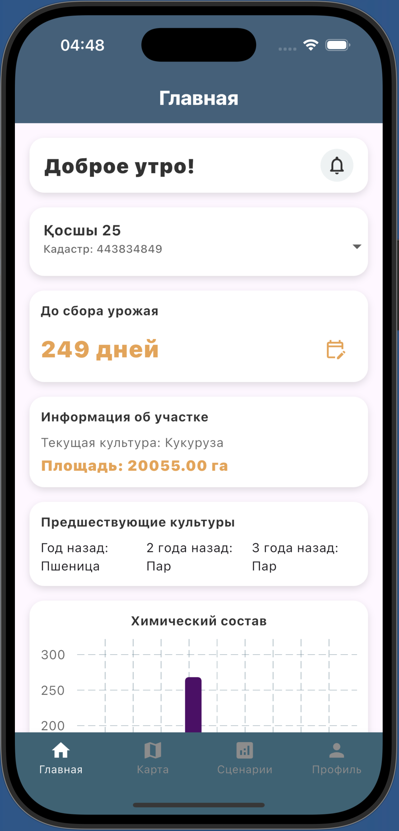 04:48
Главная
Доброе утро!
Қосшы 25
Кадастр: 443834849
До сбора урожая
249 дней
Информация об участке
Текущая культура: Кукуруза
Площадь: 20055.00 га
Предшествующие культуры
Год назад: 2 года назад: 3 года назад:
Пшеница Пар Пар
Химический состав
300
250
200
Главная Карта Сценарии Профиль